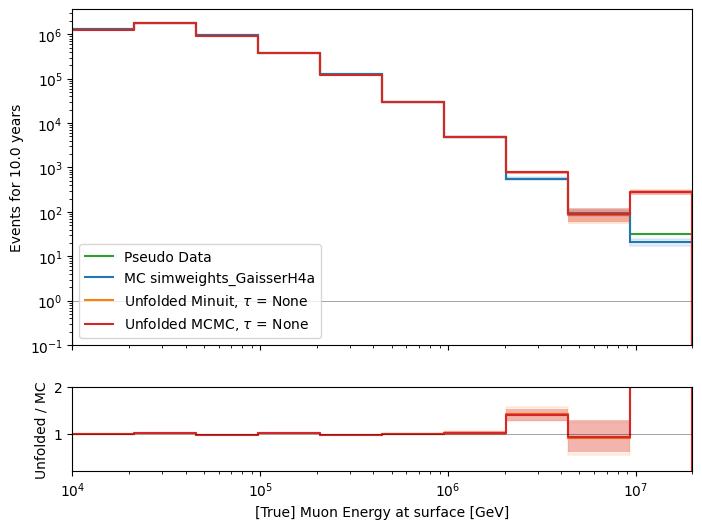 10^6
10^5
10^4
10^3
10^2
10^1
10^0
10^-1
Events for 10.0 years
Pseudo Data
MC simweights_GaisserH4a
Unfolded Minuit, τ = None
Unfolded MCMC, τ = None
2
1
Unfolded / MC
10^4 10^5 10^6 10^7
[True] Muon Energy at surface [GeV]